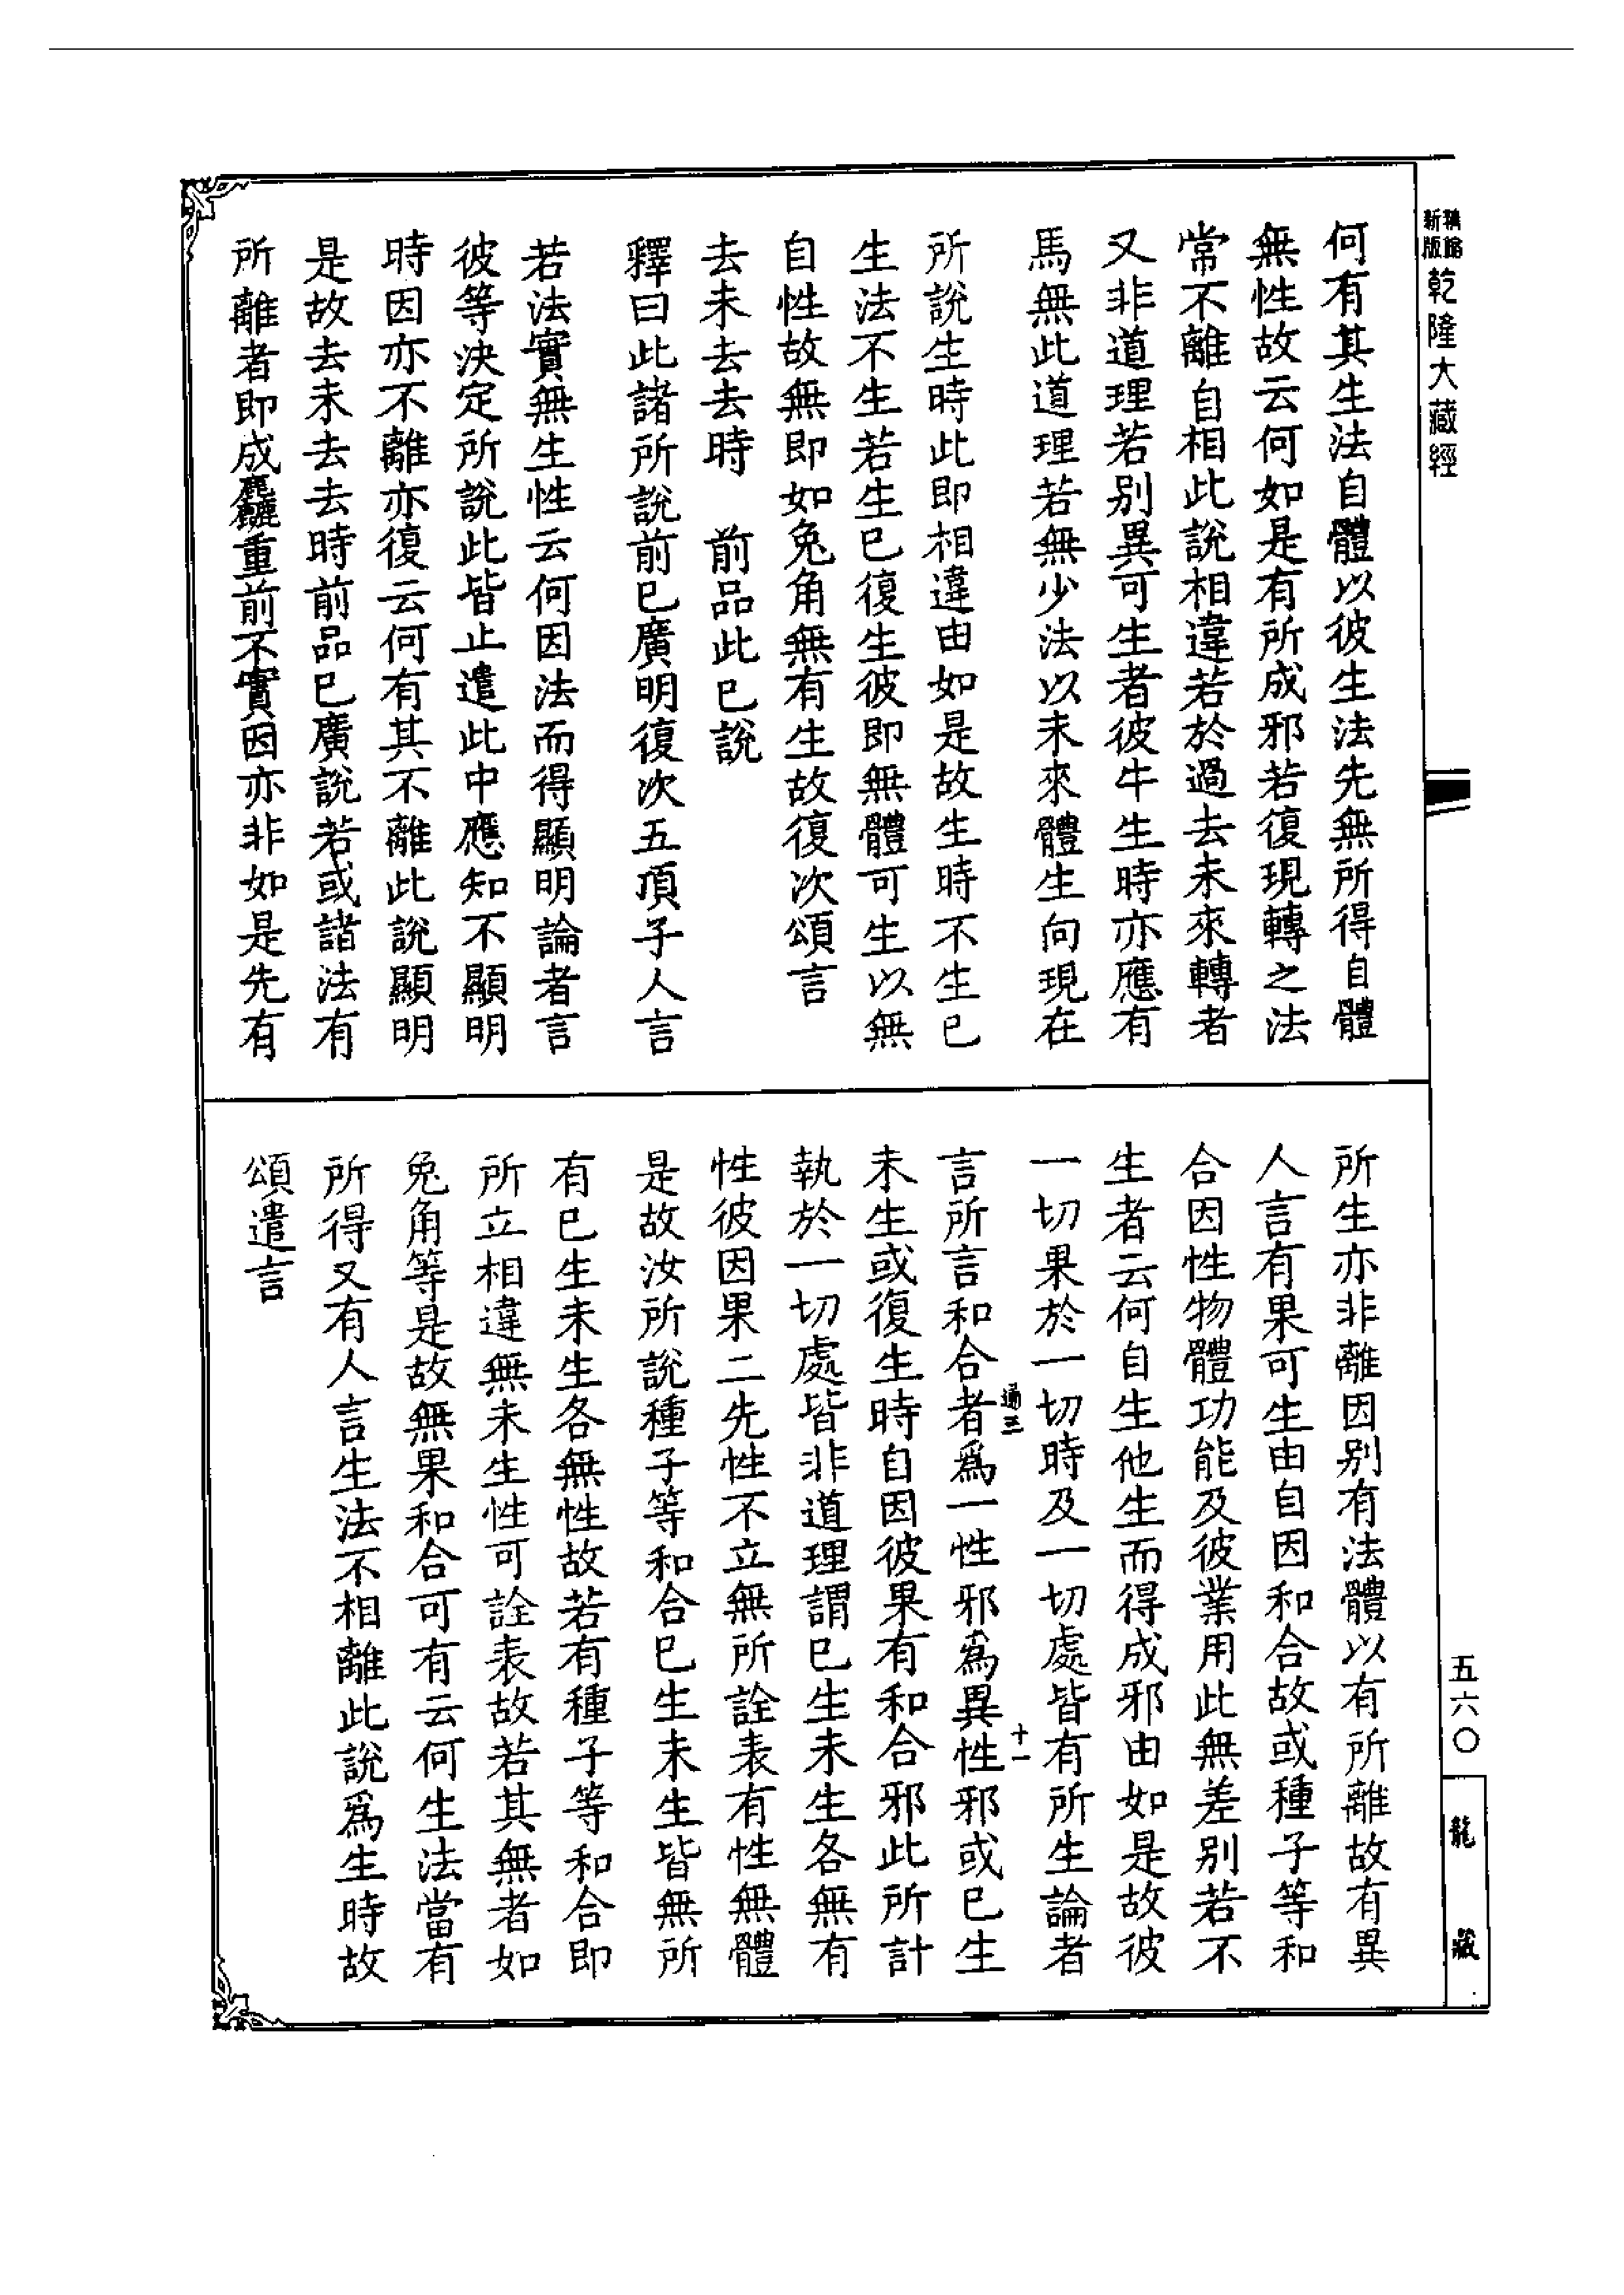 新版精縮乾隆大藏經
何有其生法自體以彼生法先無所得自體
無性故云何如是有所成邪若復現轉之法
常不離自相此說相違若於過去未來轉者
又非道理若別異可生者彼牛生時亦應有
馬無此道理若無少法以未來體生向現在
所說生時此即相違由如是故生時不生已
生法不生若生已復生彼即無體可生以無
自性故無即如兔角無有生故復次頌言
去未去去時　前品此已說
釋曰此諸所說前已廣明復次五頂子人言
若法實無生性云何因法而得顯明論者言
彼等決定所說此皆止遣此中應知不顯明
時因亦不離亦復云何有其不離此說顯明
是故去未去去時前品已廣說若或諸法有
所離者即成麤重前不實因亦非如是先有
所生亦非離因別有法體以有所離故有異
人言有果可生由自因和合故或種子等和
合因性物體功能及彼業用此無差別若不
生者云何自生他生而得成邪由如是故彼
一切果於一切時及一切處皆有所生論者
言所言和合者爲一性邪爲異性邪或已生
未生或復生時自因彼果有和合邪此所計
執於一切處皆非道理謂已生未生各無有
性彼因果二先性不立無所詮表有性無體
是故汝所說種子等和合已生未生皆無所
有已生未生各無性故若有種子等和合即
所立相違無未生性可詮表故若其無者如
兔角等是故無果和合可有云何生法當有
所得又有人言生法不相離此說爲生時故
頌遣言
十一
五六〇
龍藏